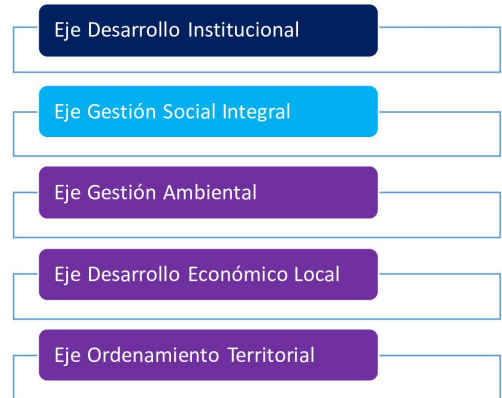 Eje Desarrollo Institucional
Eje Gestión Social Integral
Eje Gestión Ambiental
Eje Desarrollo Económico Local
Eje Ordenamiento Territorial